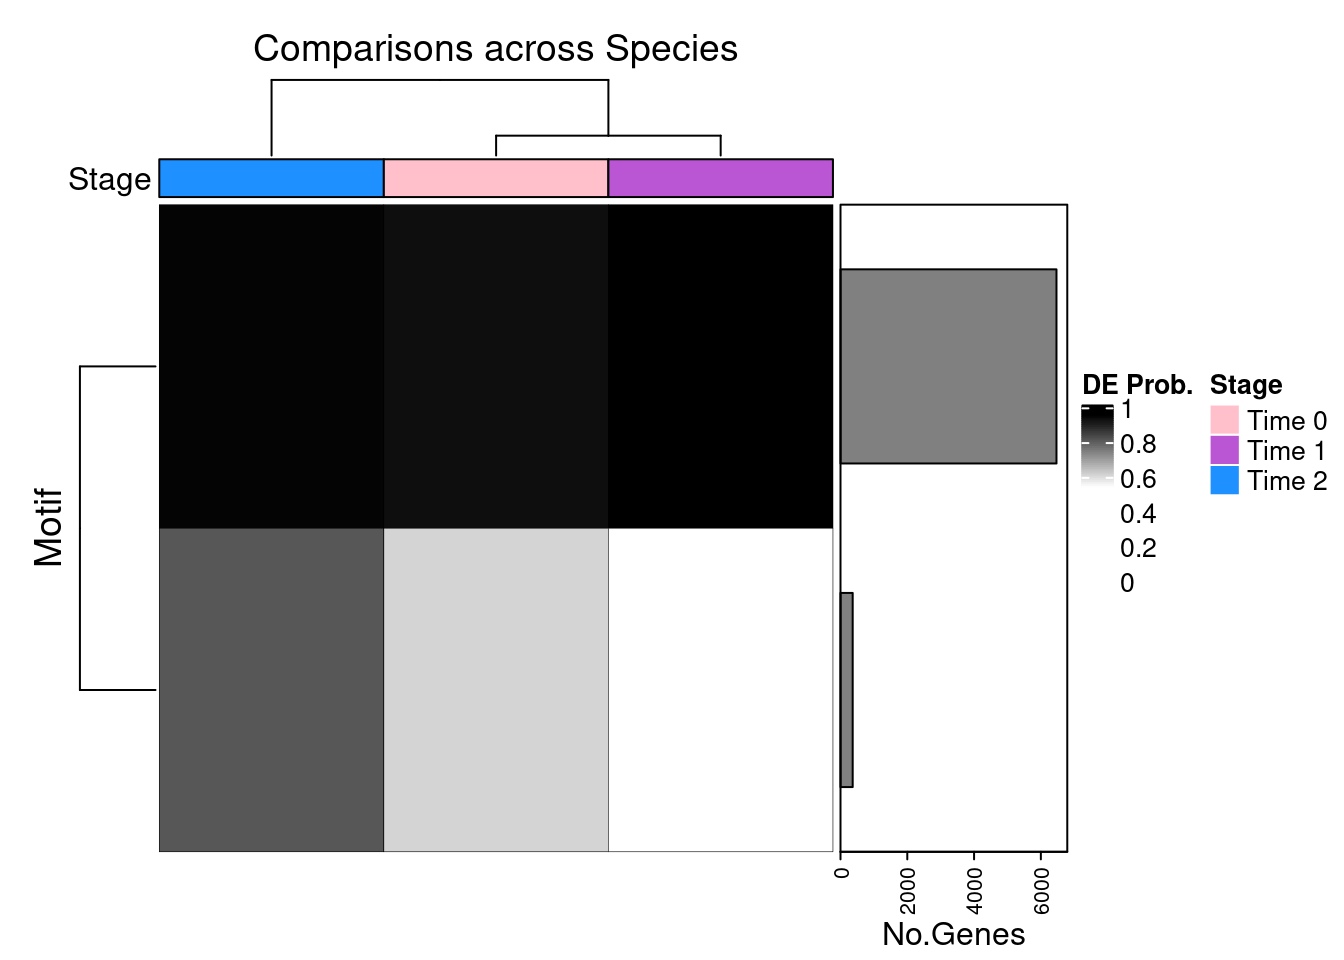 Comparisons across Species
Stage
Motif
DE Prob.
1
0.8
0.6
0.4
0.2
0
Stage
Time 0
Time 1
Time 2
0
2000
4000
6000
No.Genes